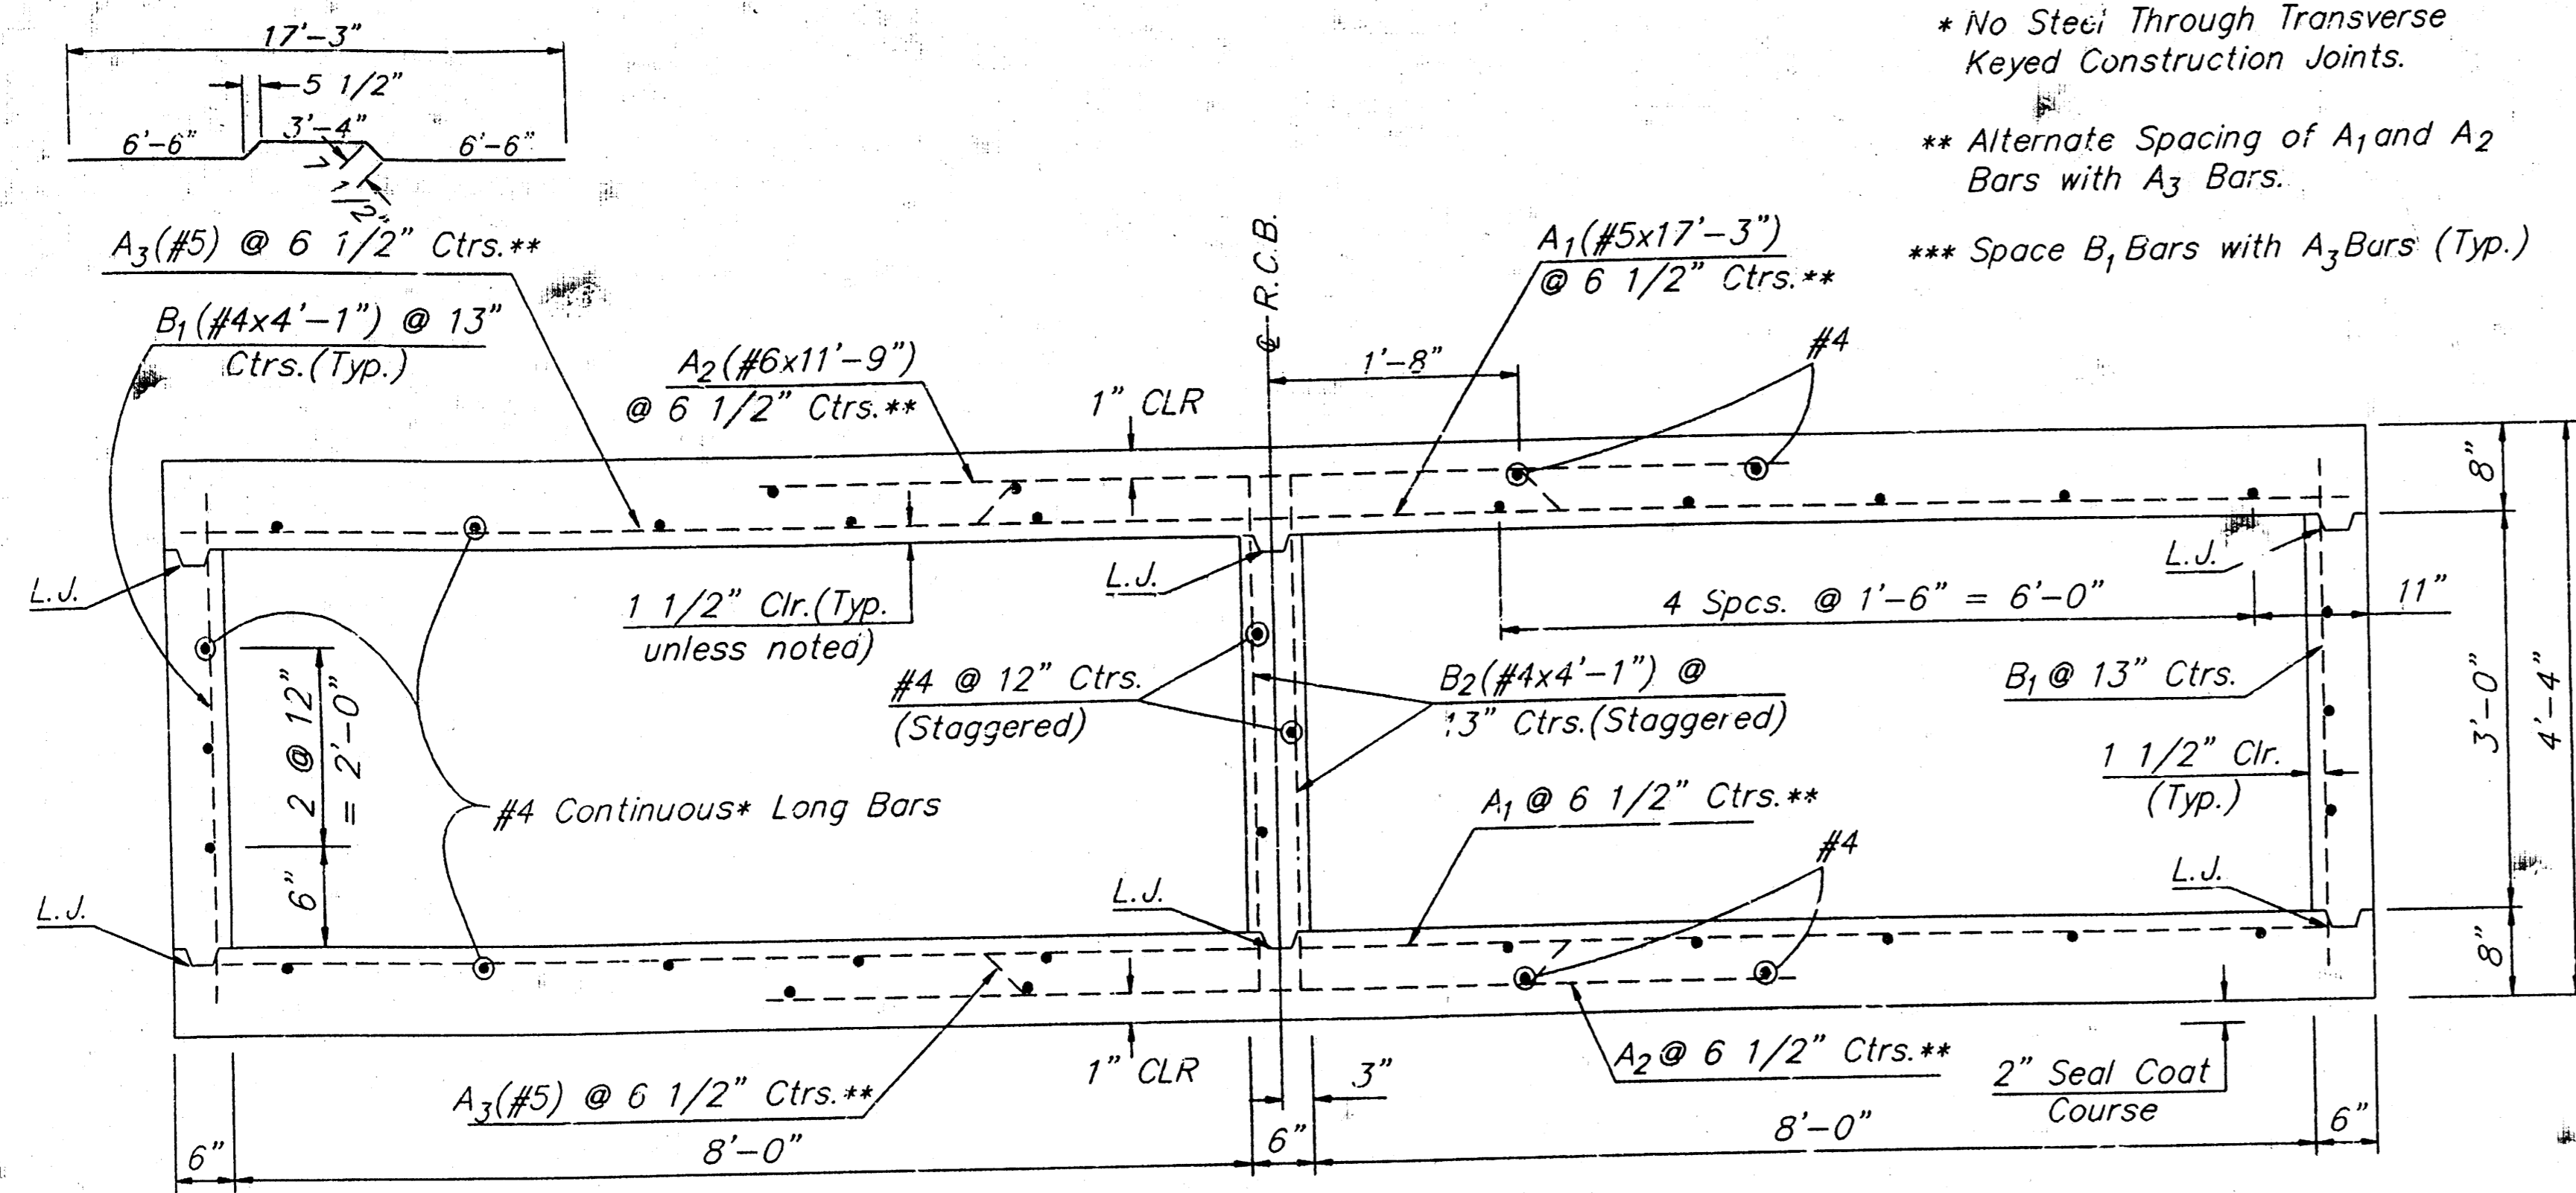 17'-3"
5 1/2"
3'-4"
6'-6"
6'-6"
7 1/2"
* No Steel Through Transverse
Keyed Construction Joints.
** Alternate Spacing of A1 and A2
Bars with A3 Bars.
*** Space B1 Bars with A3 Bars (Typ.)
A3(#5) @ 6 1/2" Ctrs.**
B1(#4x4'-1") @ 13"
Ctrs.(Typ.)
A2(#6x11'-9")
@ 6 1/2" Ctrs.**
1" CLR
℄ R.C.B.
1'-8"
A1(#5x17'-3")
@ 6 1/2" Ctrs.**
#4
8"
L.J.
1 1/2" Clr.(Typ.
unless noted)
L.J.
L.J.
4 Spcs. @ 1'-6" = 6'-0"
11"
2 @ 12"
= 2'-0"
6"
#4 @ 12" Ctrs.
(Staggered)
B2(#4x4'-1") @
13" Ctrs.(Staggered)
B1 @ 13" Ctrs.
3'-0"
4'-4"
1 1/2" Clr.
(Typ.)
#4 Continuous* Long Bars
A1 @ 6 1/2" Ctrs.**
#4
L.J.
L.J.
L.J.
8"
A3(#5) @ 6 1/2" Ctrs.**
1" CLR
3"
A2 @ 6 1/2" Ctrs.**
2" Seal Coat
Course
6"
8'-0"
6"
8'-0"
6"